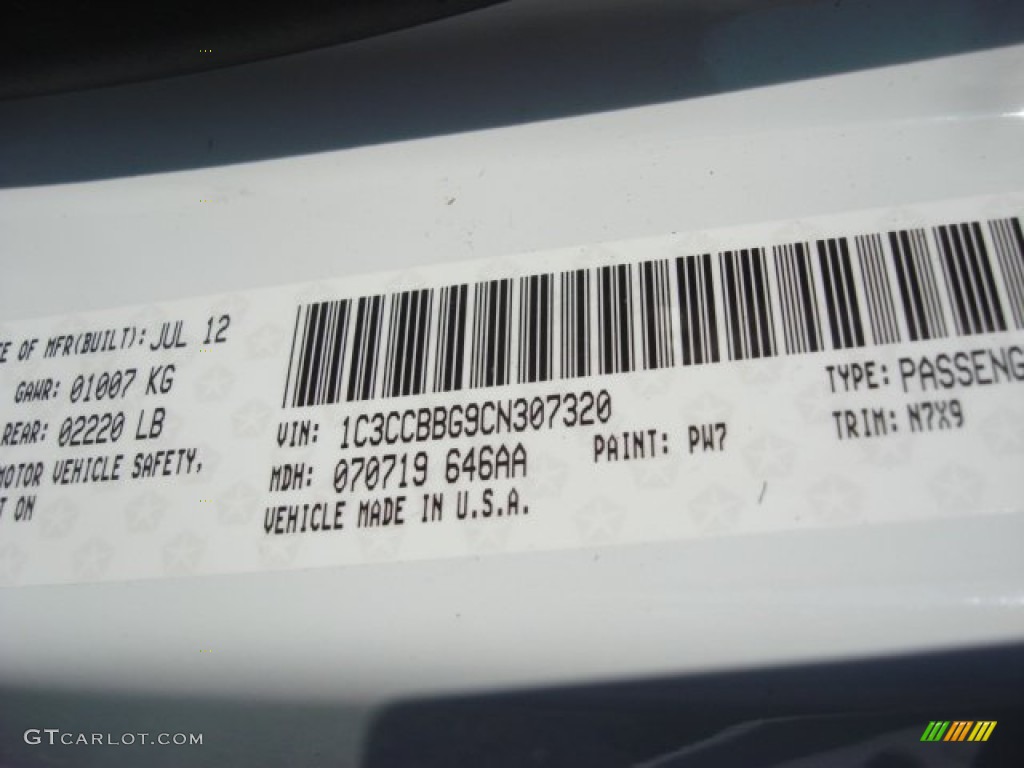 E OF MFR(BUILT): JUL 12
GAWR: 01007 KG
REAR: 02220 LB
MOTOR VEHICLE SAFETY,
T ON
VIN: 1C3CCBBG9CN307320
MDH: 070719 646AA
VEHICLE MADE IN U.S.A.
PAINT: PW7
TYPE: PASSENG
TRIM: N7X9
GTCARLOT.COM